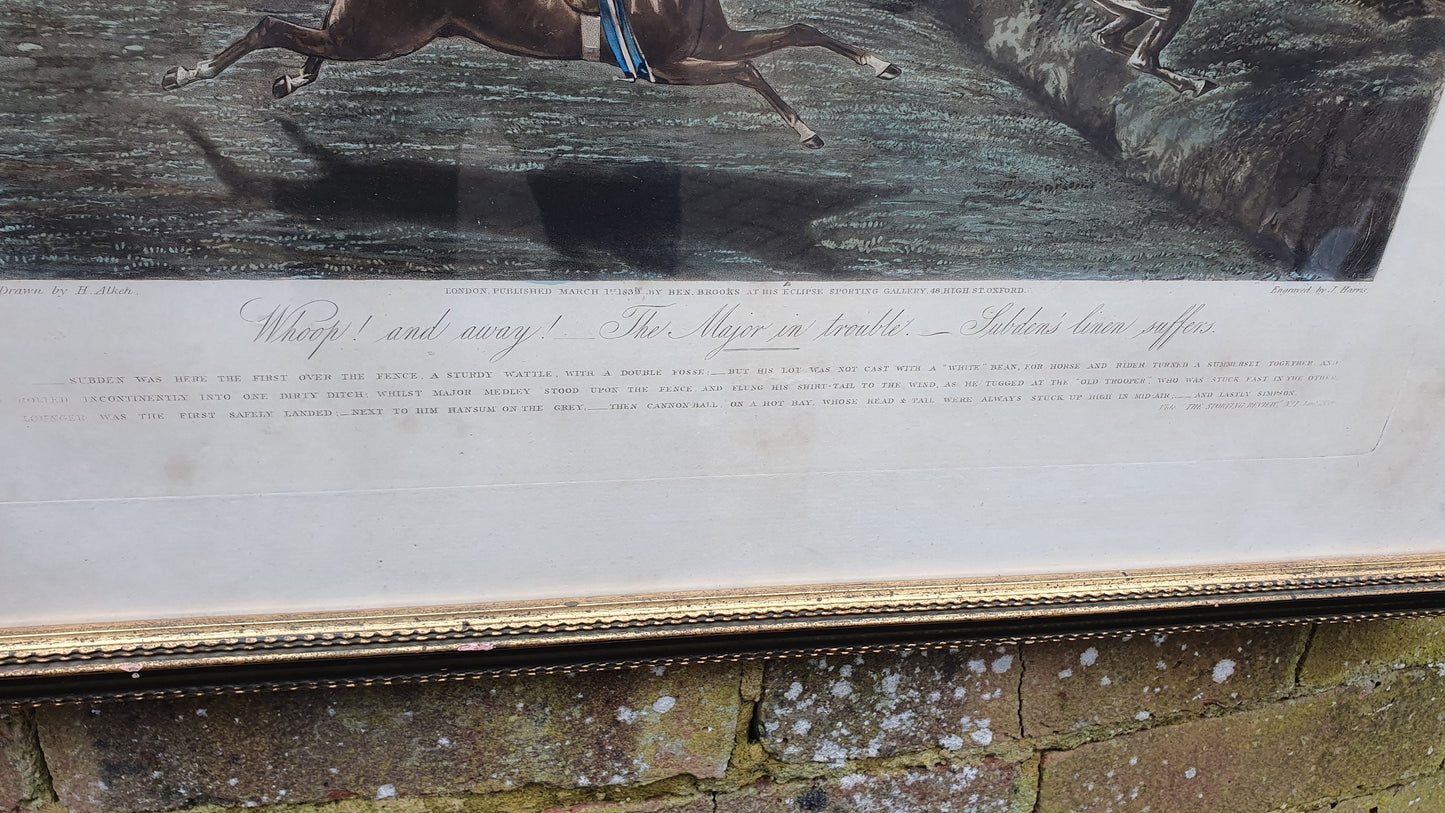 Drawn by H. Alken.
LONDON, PUBLISHED MARCH 1st 1839, BY BEN. BROOKS AT HIS ECLIPSE SPORTING GALLERY, 48, HIGH ST. OXFORD.
Engraved by J. Harris.
Whoop! and away! — The Major in trouble. — Subden's linen suffers.
— SUBDEN WAS HERE THE FIRST OVER THE FENCE, A STURDY WATTLE, WITH A DOUBLE FOSSE; — BUT HIS LOT WAS NOT CAST WITH A "WHITE" BEAN, FOR HORSE AND RIDER TURNED A SUMMERSET TOGETHER AND
ROLLED INCONTINENTLY INTO ONE DIRTY DITCH; WHILST MAJOR MEDLEY STOOD UPON THE FENCE, AND FLUNG HIS SHIRT-TAIL TO THE WIND, AS HE TUGGED AT THE "OLD TROOPER" WHO WAS STUCK FAST IN THE OTHER.
LOUNGER WAS THE FIRST SAFELY LANDED; — NEXT TO HIM HANSUM ON THE GREY, — THEN CANNON BALL, ON A HOT BAY, WHOSE HEAD & TAIL WERE ALWAYS STUCK UP HIGH IN MID-AIR; — AND LASTLY SIMPSON.
Vide THE SPORTING REVIEW,